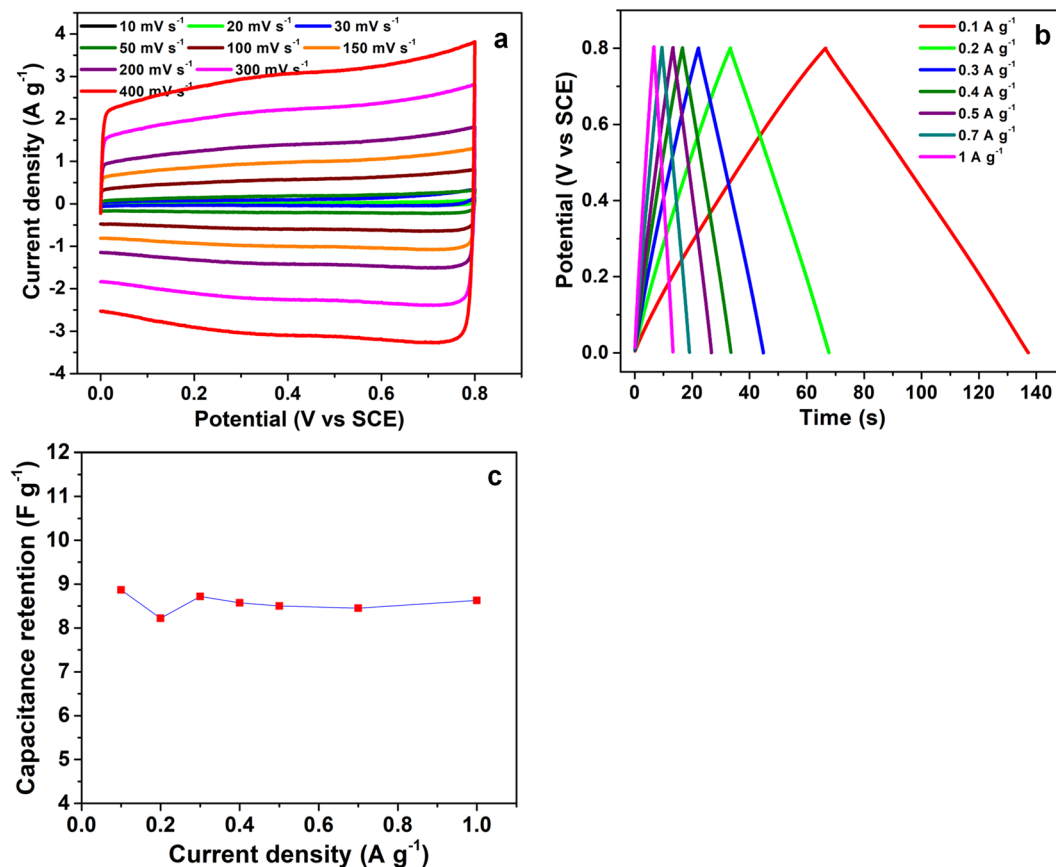 10 mV s⁻¹ 20 mV s⁻¹ 30 mV s⁻¹
50 mV s⁻¹ 100 mV s⁻¹ 150 mV s⁻¹
200 mV s⁻¹ 300 mV s⁻¹
400 mV s⁻¹
a
4
3
2
1
0
-1
-2
-3
-4
Current density (A g⁻¹)
0.0 0.2 0.4 0.6 0.8
Potential (V vs SCE)
b
0.1 A g⁻¹
0.2 A g⁻¹
0.3 A g⁻¹
0.4 A g⁻¹
0.5 A g⁻¹
0.7 A g⁻¹
1 A g⁻¹
0.8
0.6
0.4
0.2
0.0
Potential (V vs SCE)
0 20 40 60 80 100 120 140
Time (s)
c
12
11
10
9
8
7
6
5
4
Capacitance retention (F g⁻¹)
0.0 0.2 0.4 0.6 0.8 1.0
Current density (A g⁻¹)